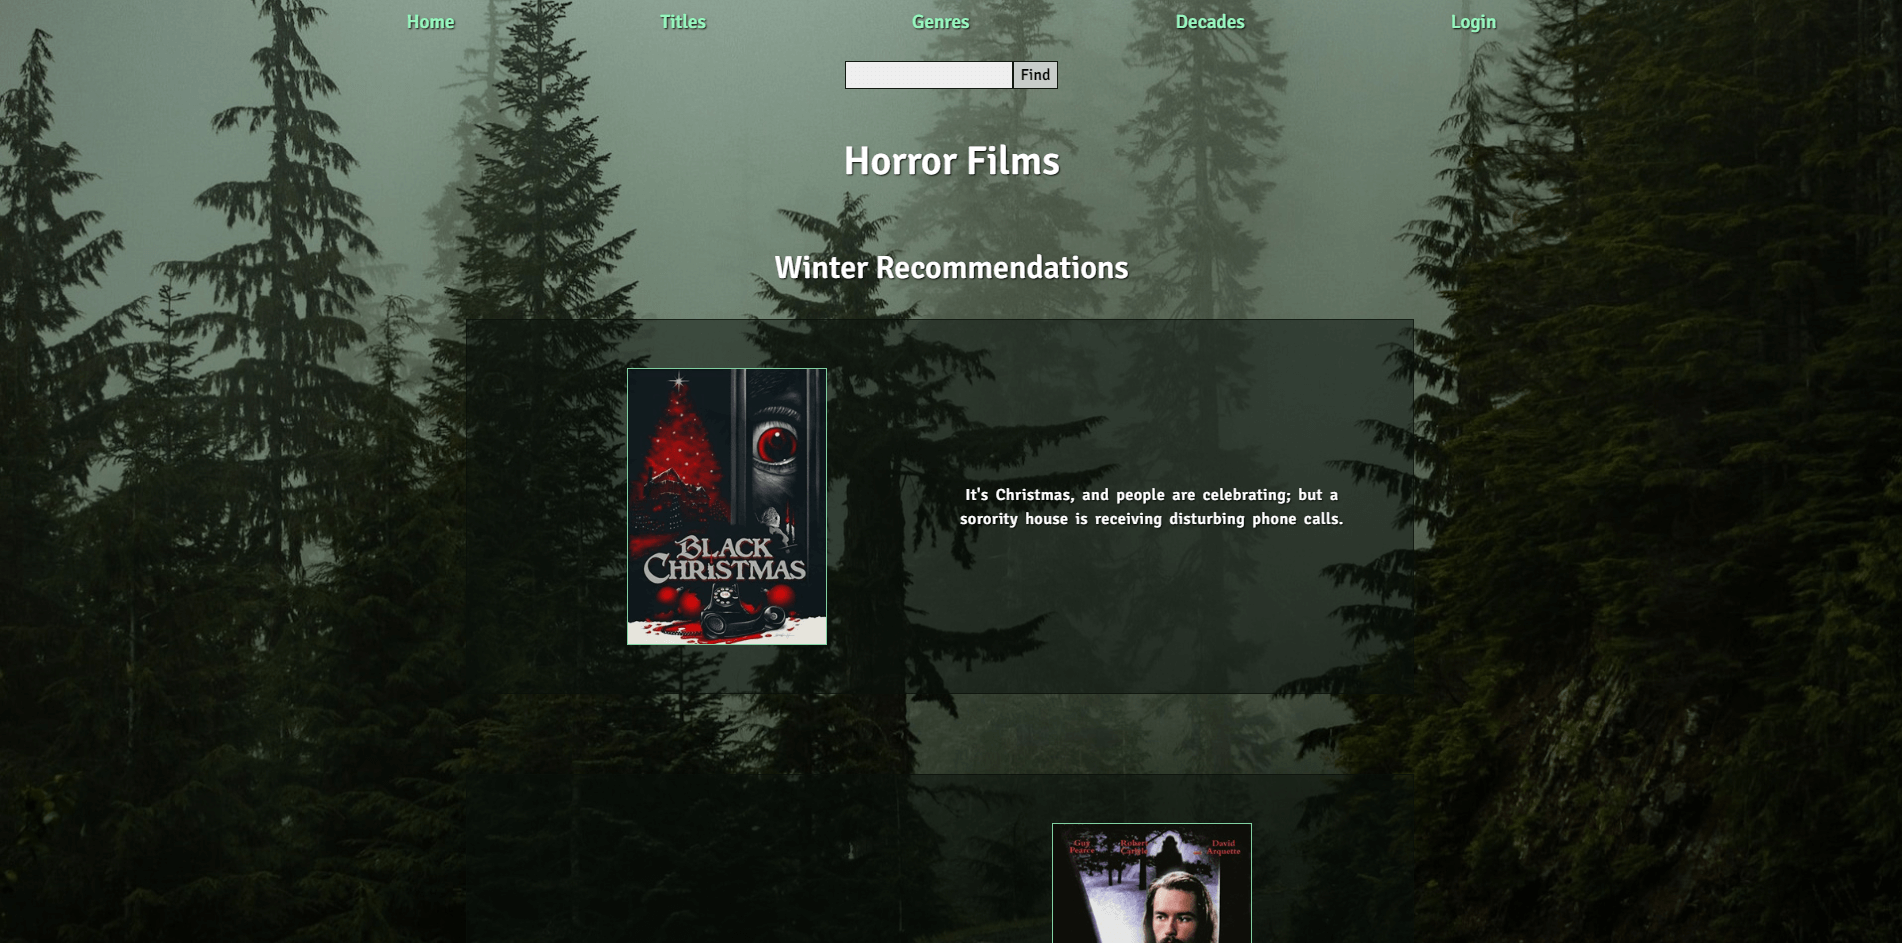 Home Titles Genres Decades Login
Find
Horror Films
Winter Recommendations
BLACK
CHRISTMAS
It's Christmas, and people are celebrating; but a
sorority house is receiving disturbing phone calls.
Guy Robert David
Pearce Carlyle Arquette